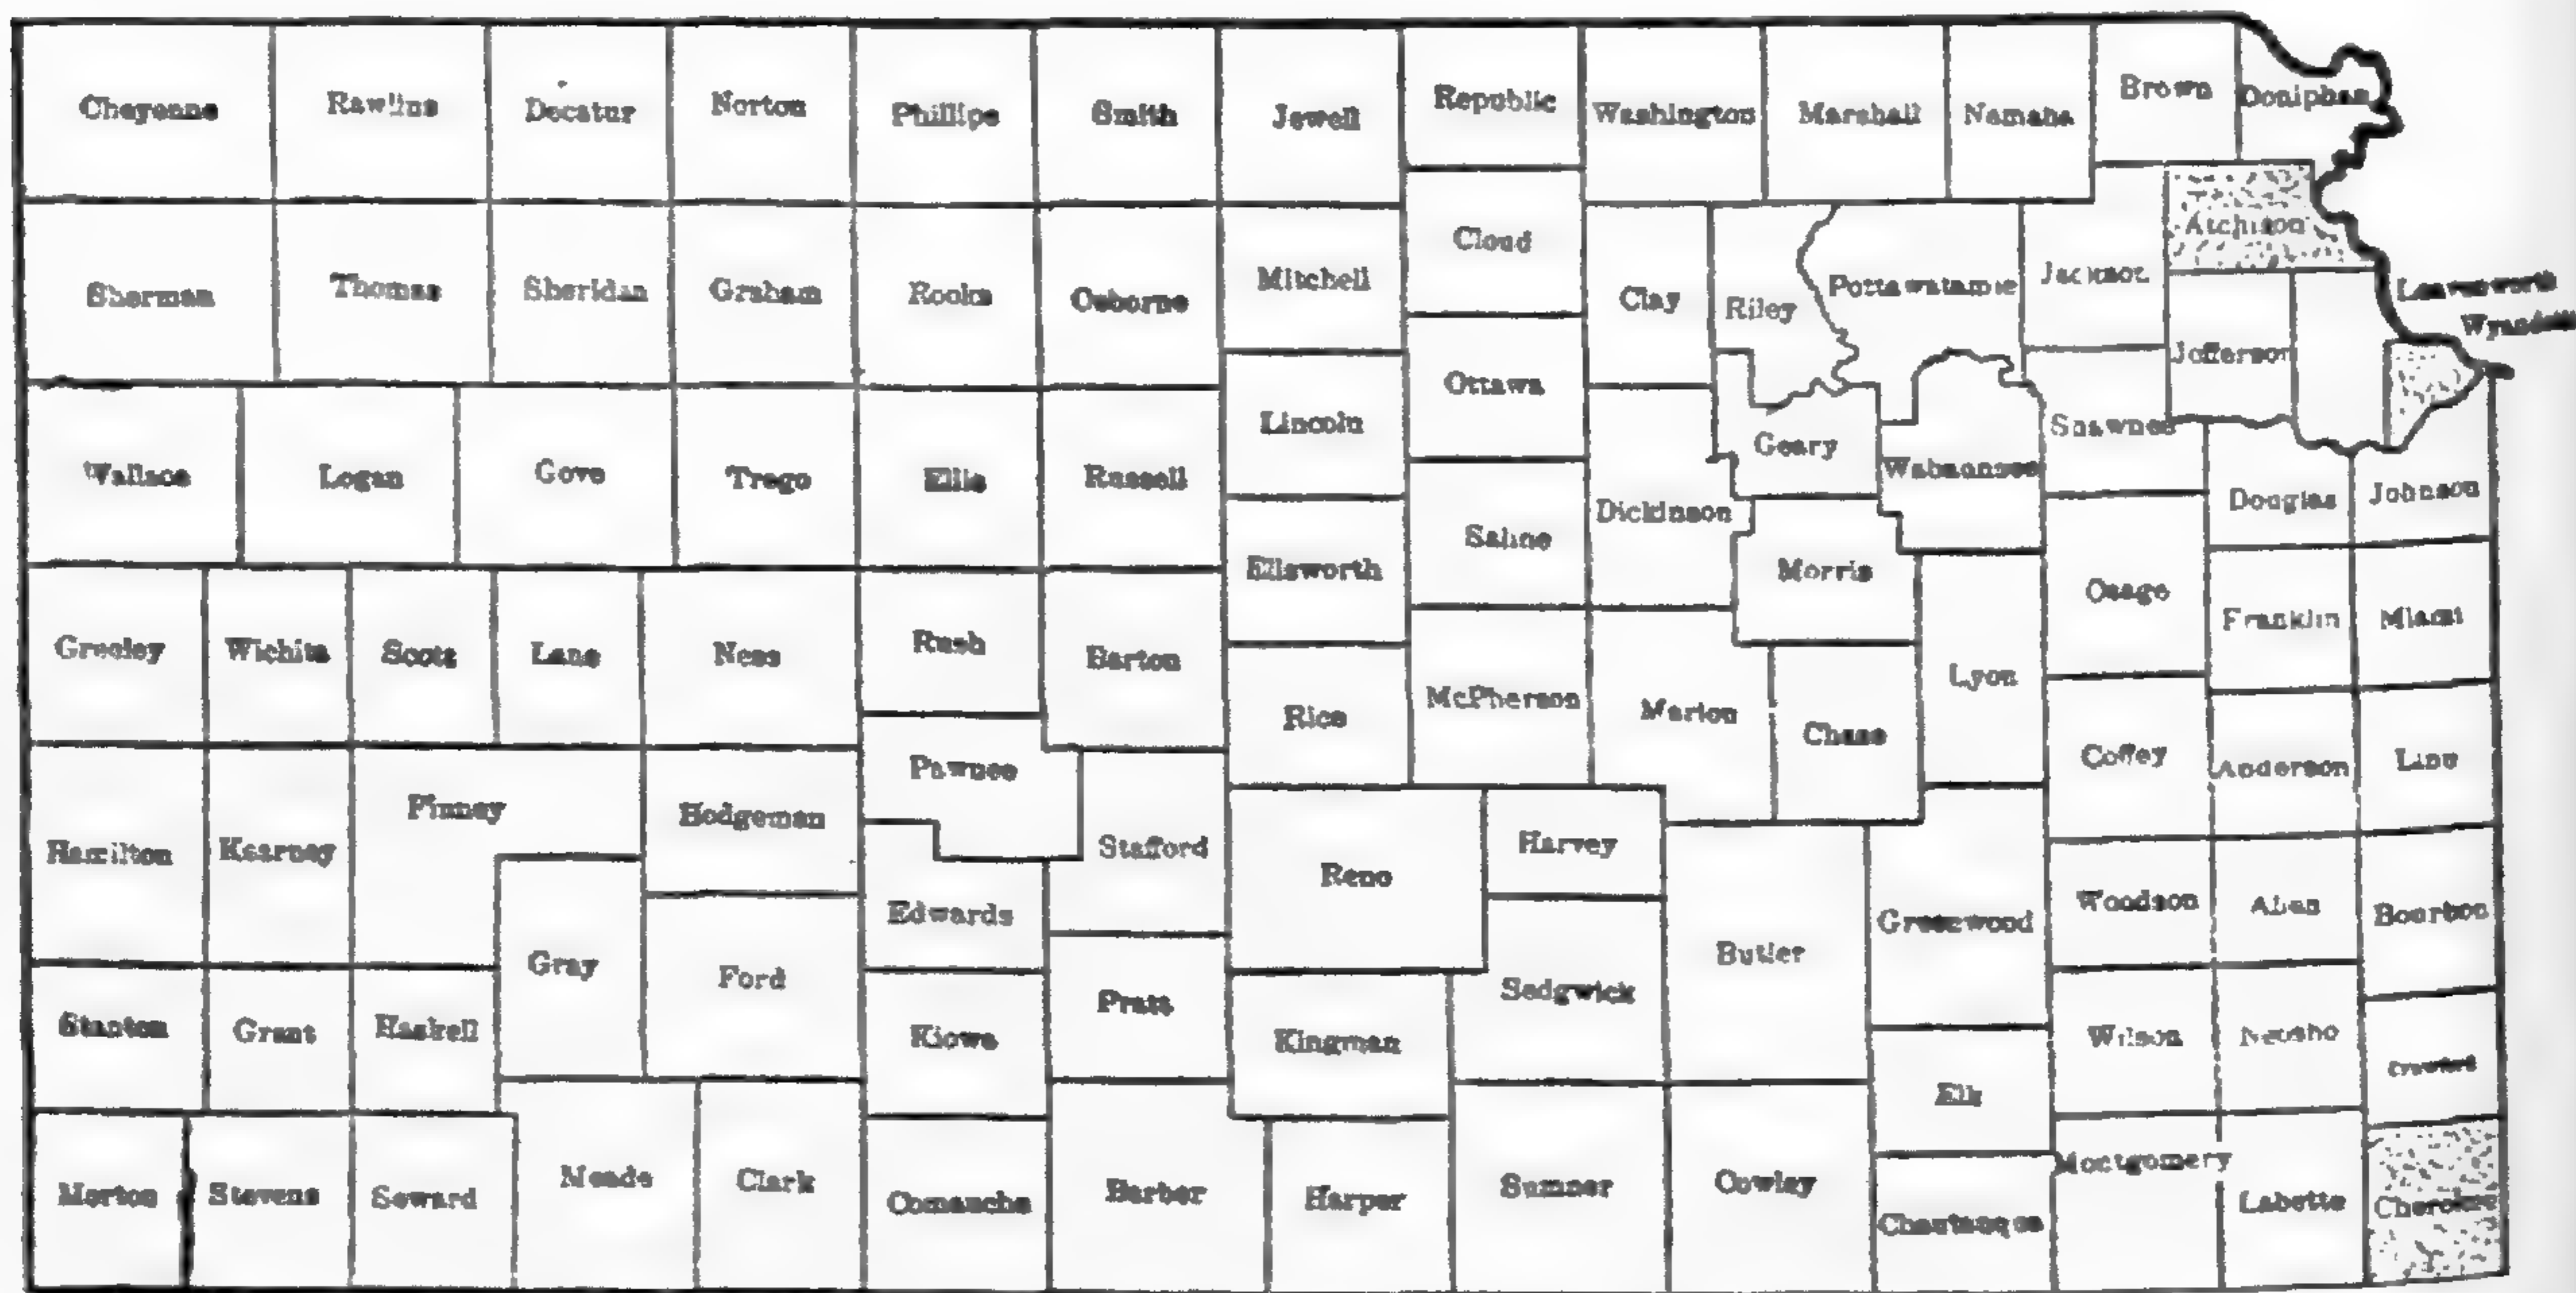 Cheyenne
Rawlins
Decatur
Norton
Phillips
Smith
Jewell
Republic
Washington
Marshall
Nemaha
Brown
Doniphan
Sherman
Thomas
Sheridan
Graham
Rooks
Osborne
Mitchell
Cloud
Clay
Riley
Pottawatamie
Jackson
Atchison
Leavenworth
Wyandotte
Jefferson
Wallace
Logan
Gove
Trego
Ellis
Russell
Lincoln
Ottawa
Geary
Wabaunsee
Shawnee
Douglas
Johnson
Ellsworth
Saline
Dickinson
Morris
Osage
Franklin
Miami
Greeley
Wichita
Scott
Lane
Ness
Rush
Barton
Rice
McPherson
Marion
Chase
Lyon
Coffey
Anderson
Linn
Hamilton
Kearney
Finney
Hodgeman
Pawnee
Stafford
Reno
Harvey
Butler
Greenwood
Woodson
Allen
Bourbon
Gray
Ford
Edwards
Pratt
Sedgwick
Stanton
Grant
Haskell
Kiowa
Kingman
Elk
Wilson
Neosho
Crawford
Morton
Stevens
Seward
Meade
Clark
Comanche
Barber
Harper
Sumner
Cowley
Chautauqua
Montgomery
Labette
Cherokee